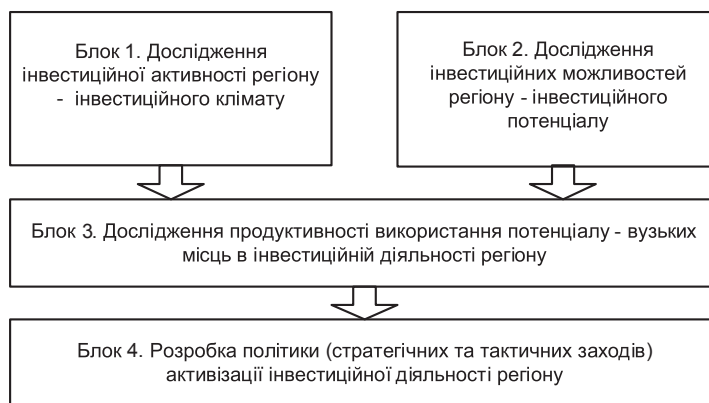 Блок 1. Дослідження
інвестиційної активності регіону
- інвестиційного клімату
Блок 2. Дослідження
інвестиційних можливостей
регіону - інвестиційного
потенціалу
Блок 3. Дослідження продуктивності використання потенціалу - вузьких
місць в інвестиційній діяльності регіону
Блок 4. Розробка політики (стратегічних та тактичних заходів)
активізації інвестиційної діяльності регіону